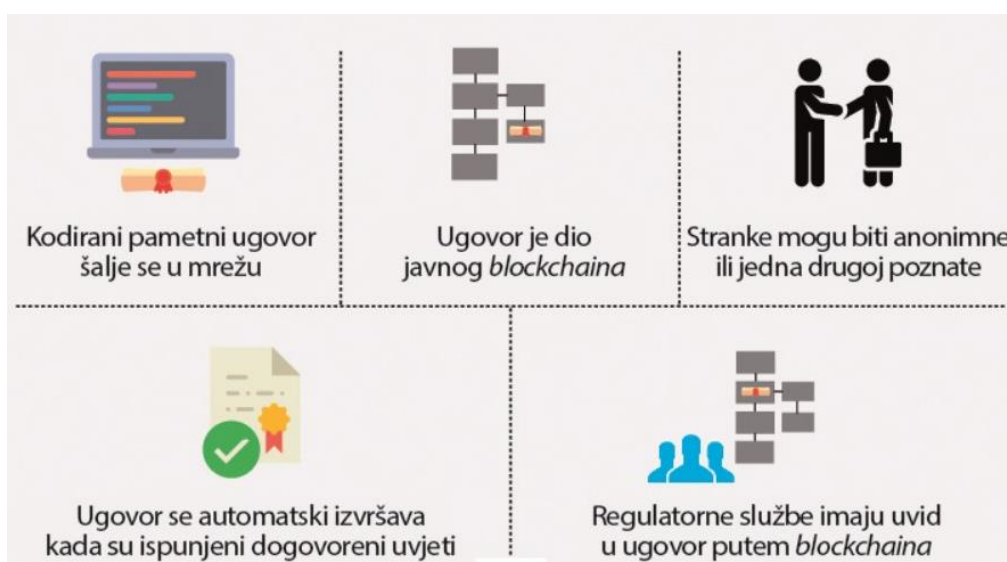 Kodirani pametni ugovor
šalje se u mrežu
Ugovor je dio
javnog blockchaina
Stranke mogu biti anonimne
ili jedna drugoj poznate
Ugovor se automatski izvršava
kada su ispunjeni dogovoreni uvjeti
Regulatorne službe imaju uvid
u ugovor putem blockchaina